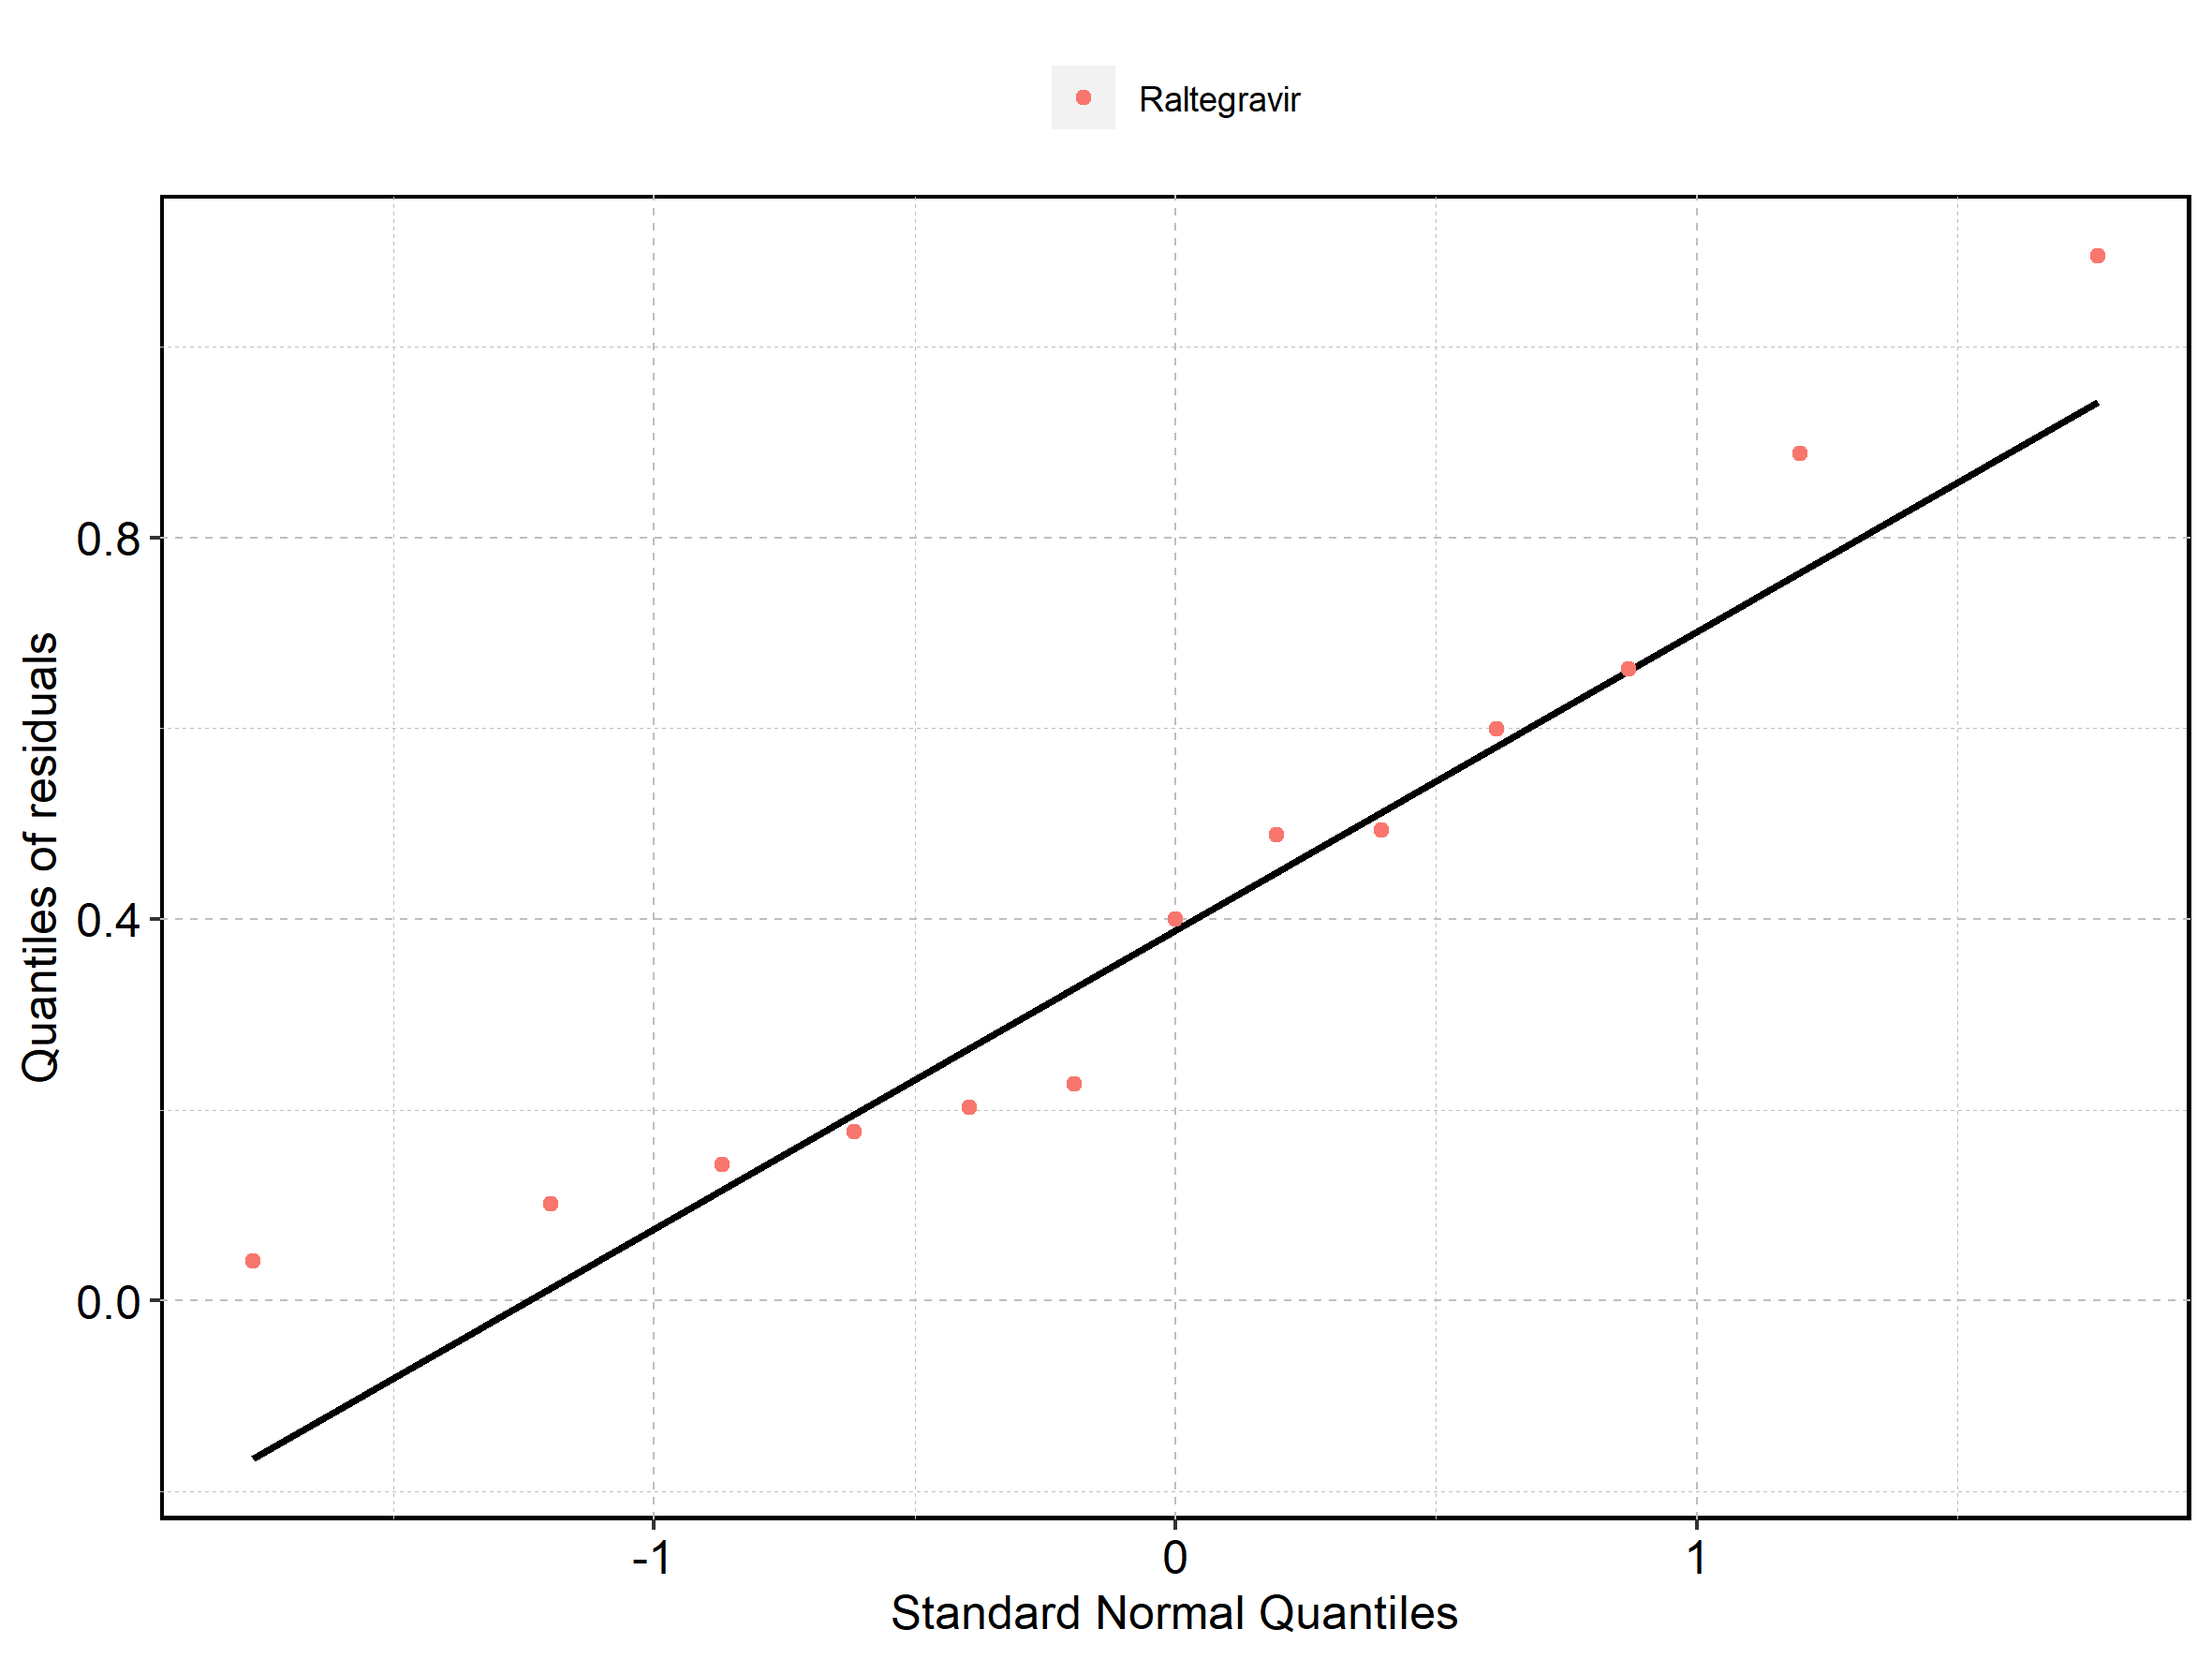 Raltegravir
Quantiles of residuals
0.8
0.4
0.0
-1 0 1
Standard Normal Quantiles